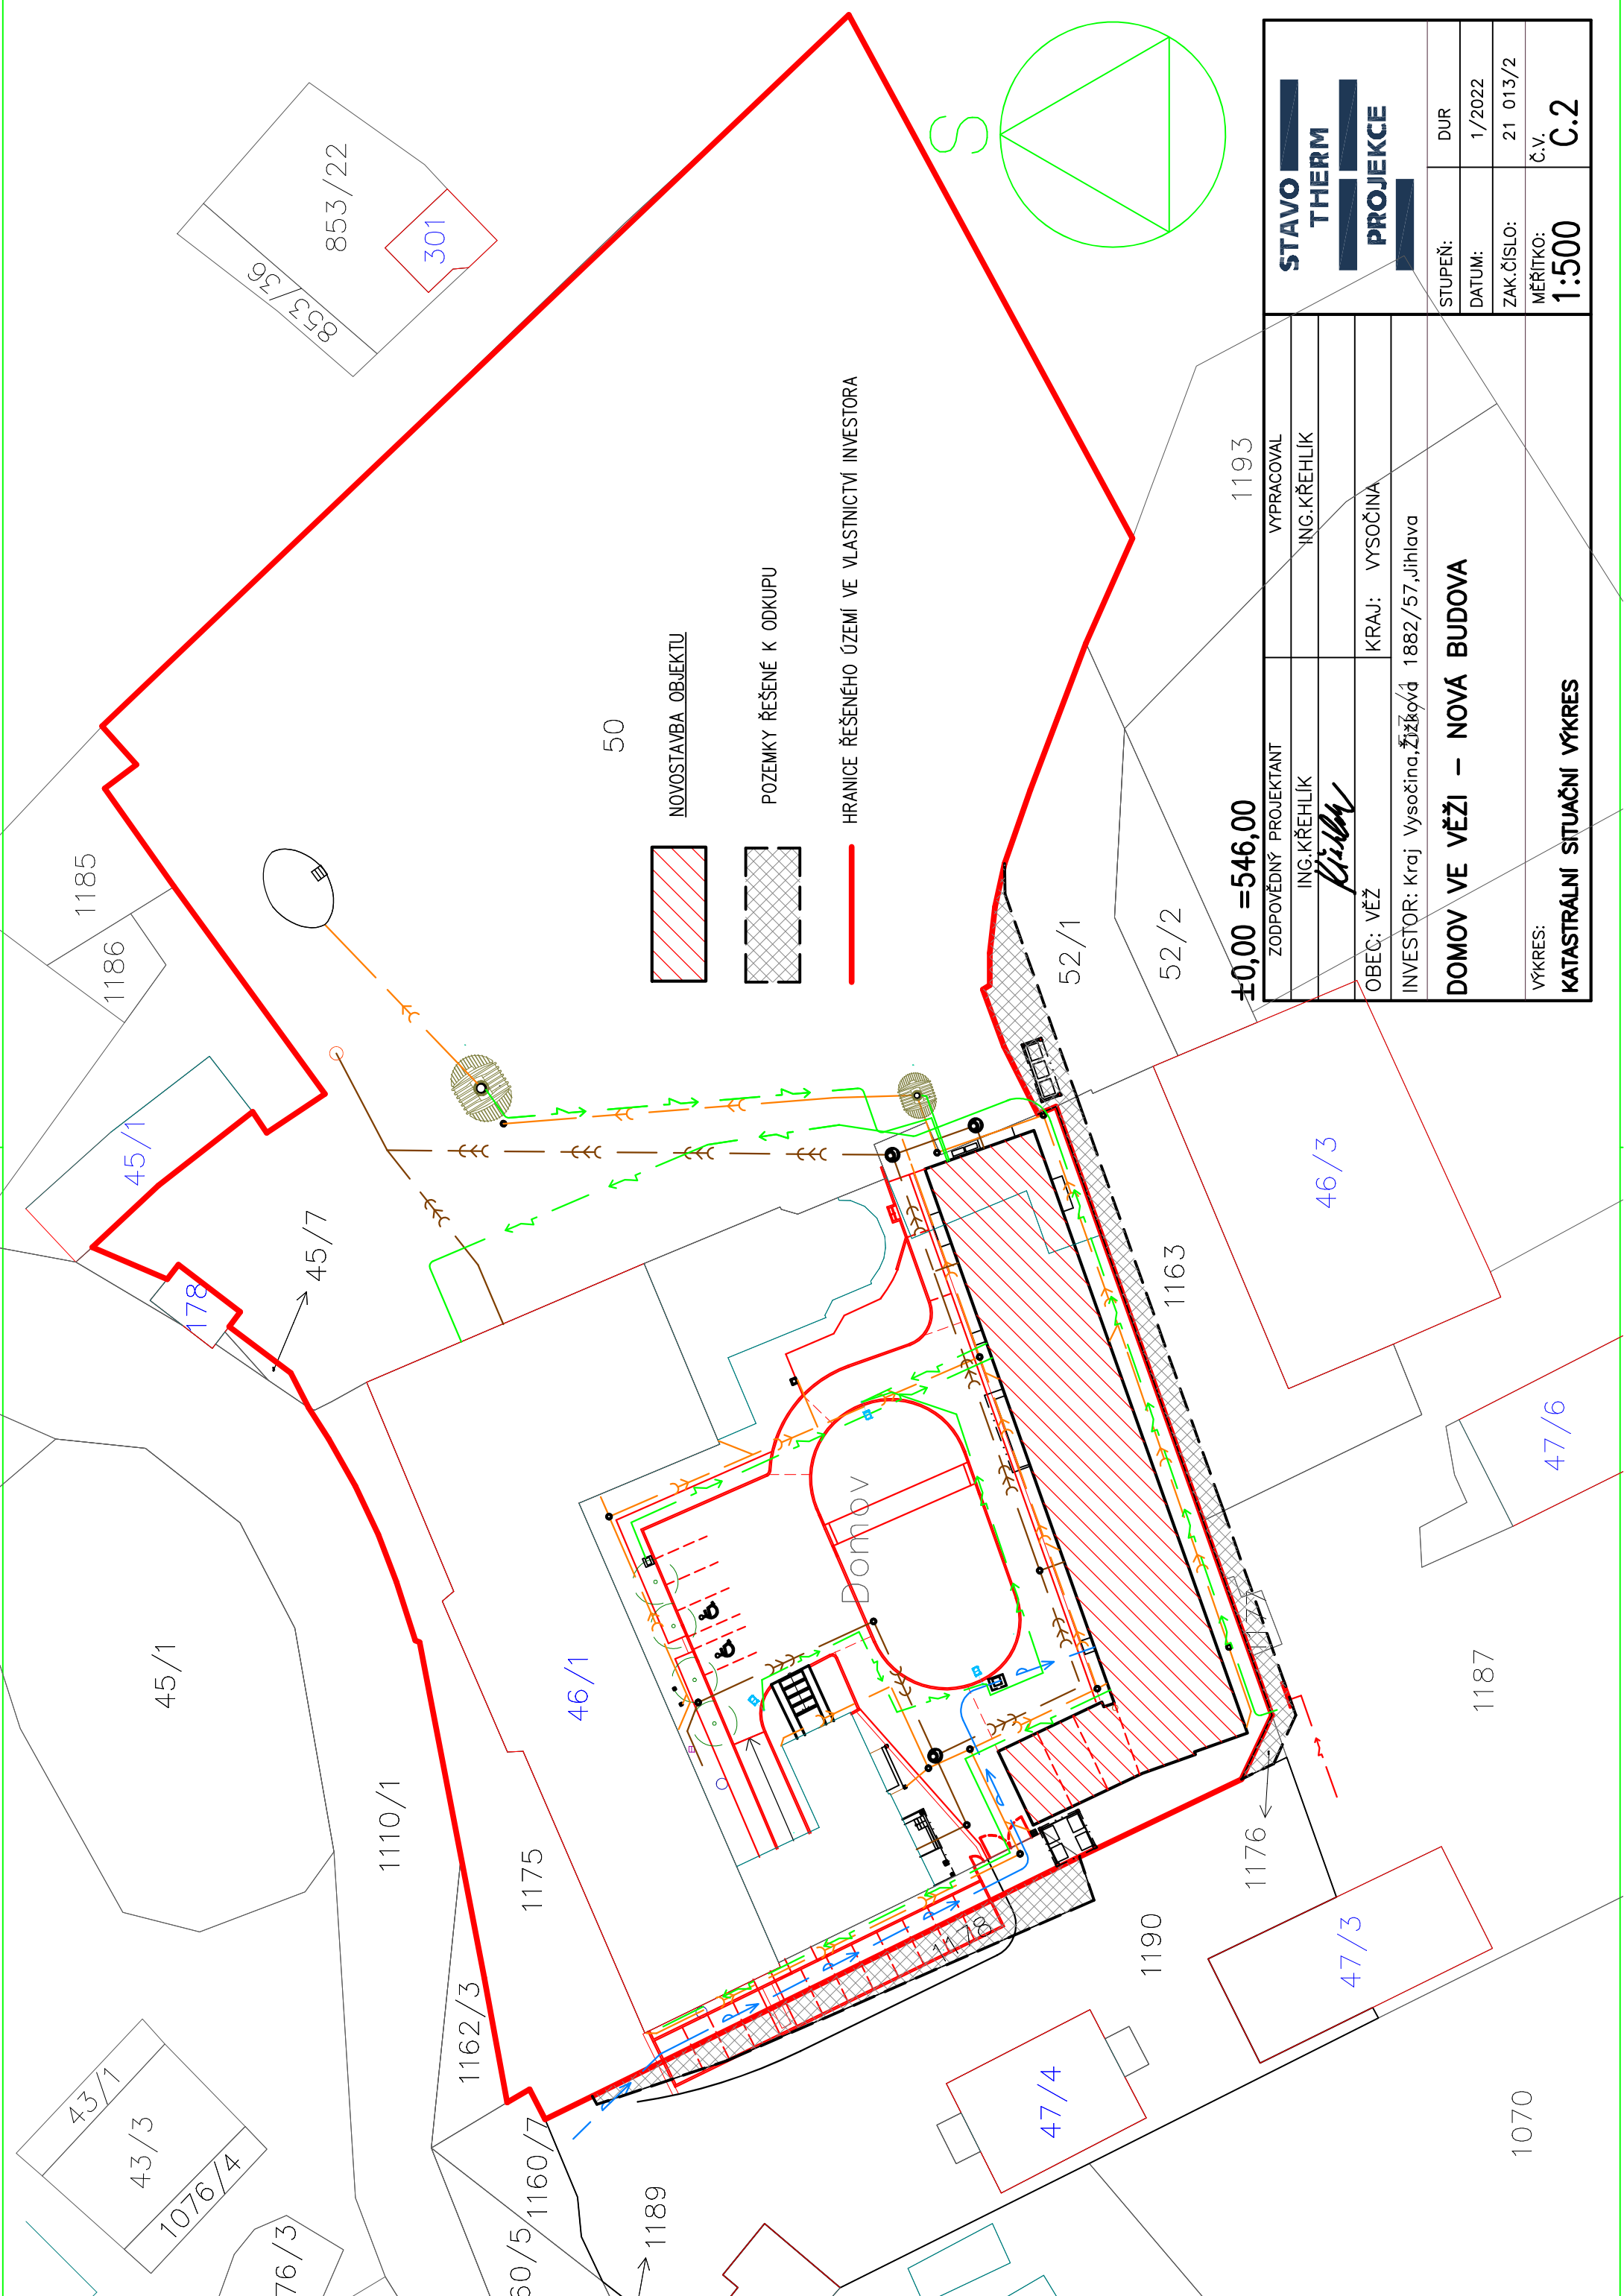 43/1
43/3
1076/4
76/3
60/5
1160/7
1189
1162/3
1110/1
45/1
1175
46/1
178
45/7
45/1
1186
1185
853/36
853/22
301
50
NOVOSTAVBA OBJEKTU
POZEMKY ŘEŠENÉ K ODKUPU
HRANICE ŘEŠENÉHO ÚZEMÍ VE VLASTNICTVÍ INVESTORA
S
Domov
1178
1176
1190
47/4
47/3
1070
1187
47/6
1163
46/3
52/1
52/2
1193
±0,00 =546,00
ZODPOVĚDNÝ PROJEKTANT
VYPRACOVAL
ING.KŘEHLÍK
ING.KŘEHLÍK
OBEC: VĚŽ
KRAJ: VYSOČINA
INVESTOR: Kraj Vysočina,Žižkova 1882/57,Jihlava
DOMOV VE VĚŽI – NOVÁ BUDOVA
VÝKRES:
KATASTRÁLNÍ SITUAČNÍ VÝKRES
STAVO
THERM
PROJEKCE
STUPEŇ:
DUR
DATUM:
1/2022
ZAK.ČÍSLO:
21 013/2
MĚŘÍTKO:
1:500
Č.V.
C.2